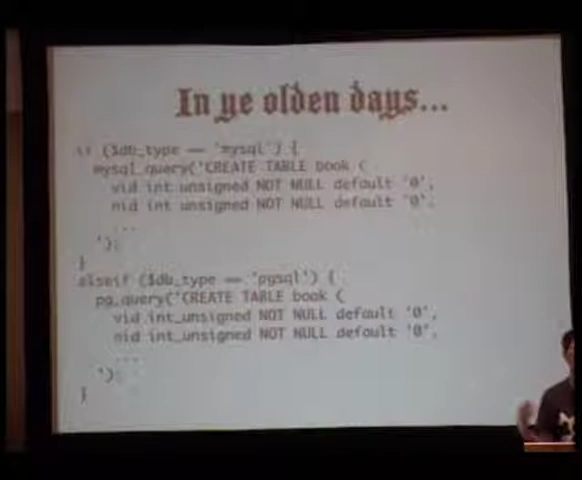 In ye olden days...
if ($db_type == 'mysql') {
mysql_query('CREATE TABLE book (
vid int unsigned NOT NULL default '0',
nid int unsigned NOT NULL default '0',
...
');
}
elseif ($db_type == 'pgsql') {
pg_query('CREATE TABLE book (
vid int_unsigned NOT NULL default '0',
nid int_unsigned NOT NULL default '0',
...
');
}